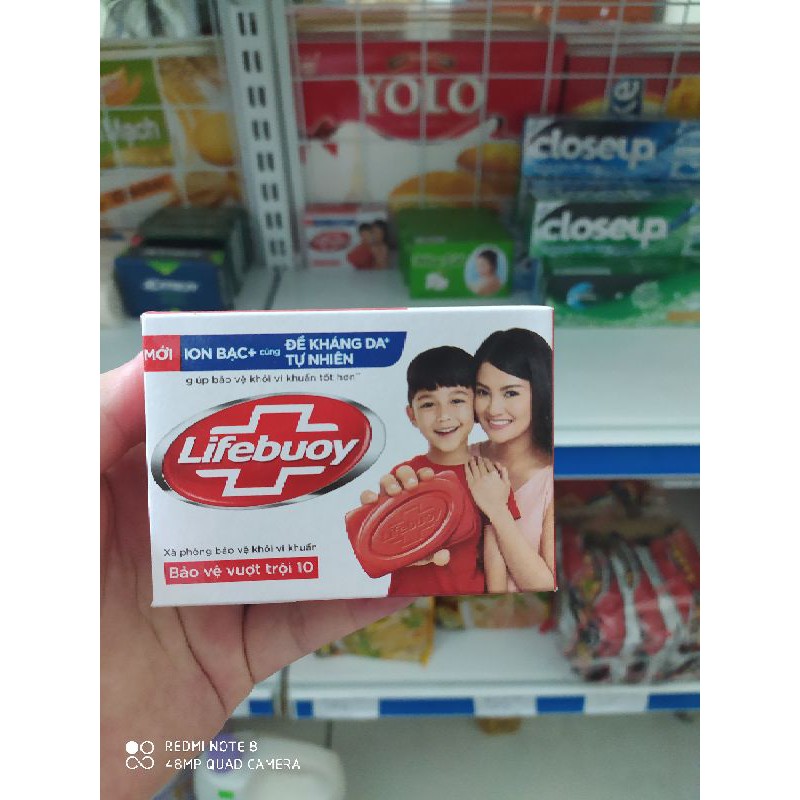 YOLO
Mạch
closeup
closeup
MỚI
ION BẠC+ cùng ĐỀ KHÁNG DA+
TỰ NHIÊN
giúp bảo vệ khỏi vi khuẩn tốt hơn**
Lifebuoy
Lifebuoy
Xà phòng bảo vệ khỏi vi khuẩn
Bảo vệ vượt trội 10
REDMI NOTE 8
48MP QUAD CAMERA